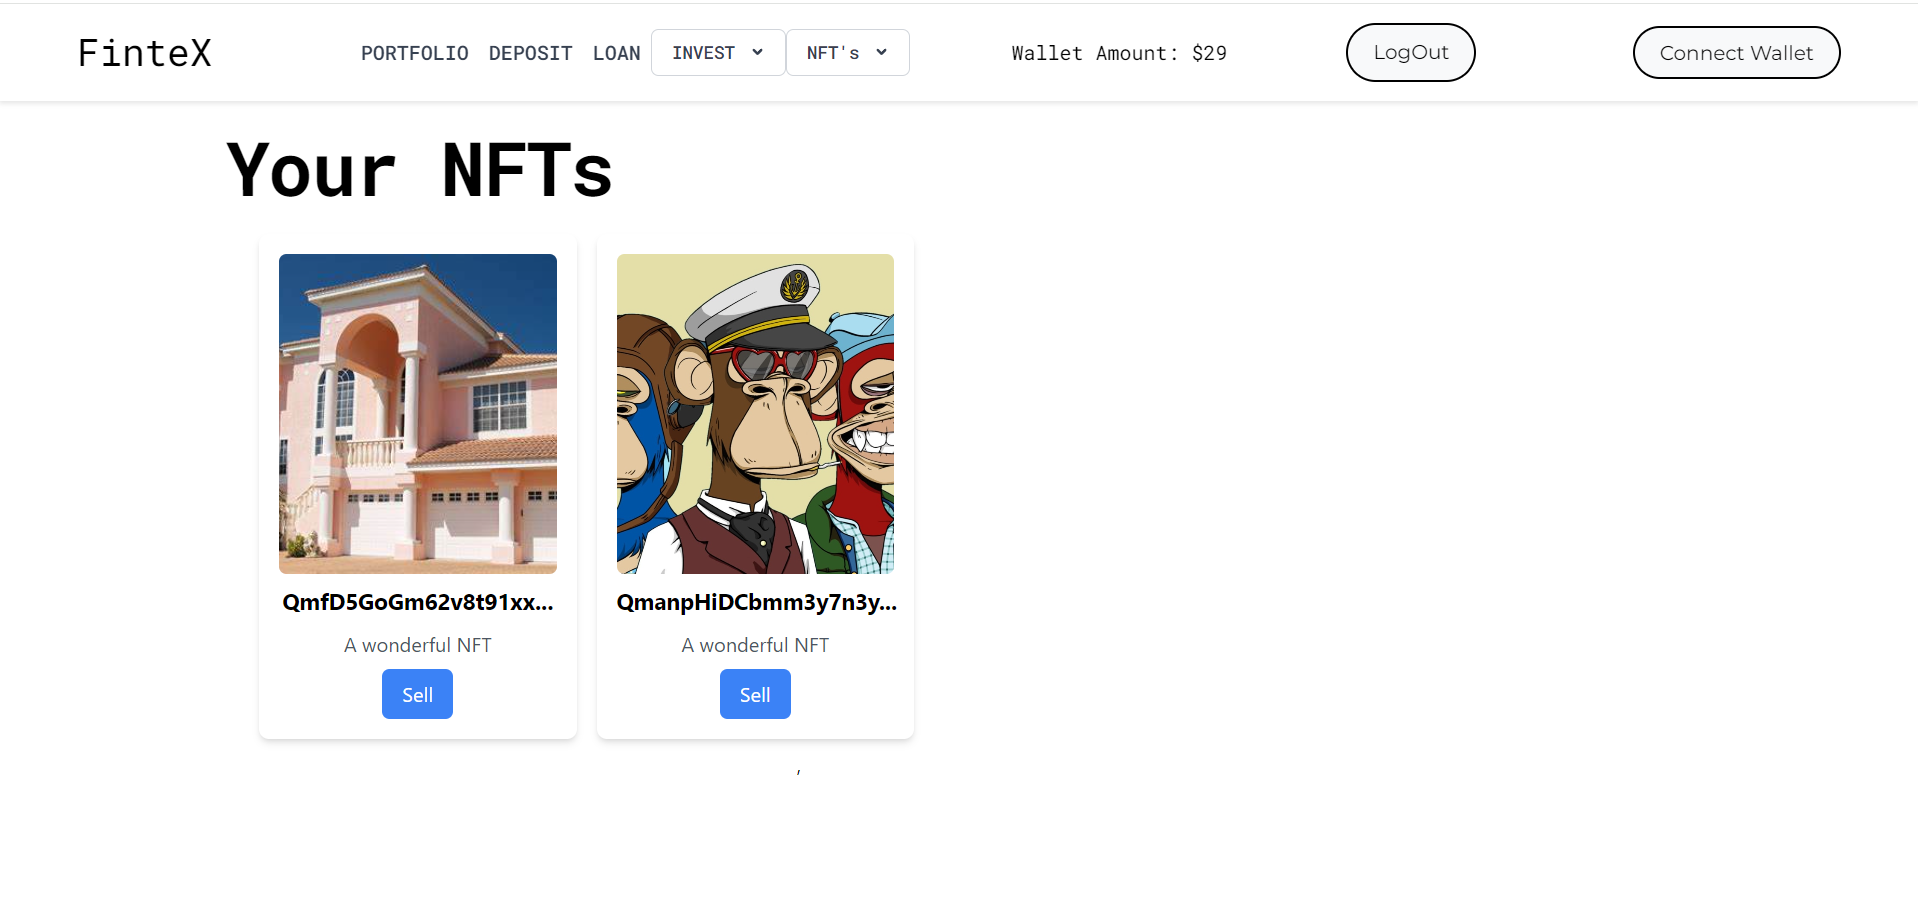 FinteX
PORTFOLIO DEPOSIT LOAN INVEST NFT's
Wallet Amount: $29
LogOut
Connect Wallet
Your NFTs
QmfD5GoGm62v8t91xx...
A wonderful NFT
Sell
QmanpHiDCbmm3y7n3y...
A wonderful NFT
Sell
,